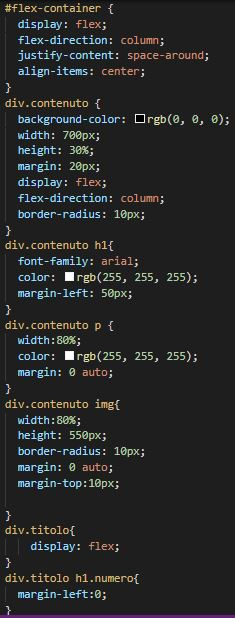 #flex-container {
  display: flex;
  flex-direction: column;
  justify-content: space-around;
  align-items: center;
}
div.contenuto {
  background-color: rgb(0, 0, 0);
  width: 700px;
  height: 30%;
  margin: 20px;
  display: flex;
  flex-direction: column;
  border-radius: 10px;
}
div.contenuto h1{
  font-family: arial;
  color: rgb(255, 255, 255);
  margin-left: 50px;
}
div.contenuto p {
  width:80%;
  color: rgb(255, 255, 255);
  margin: 0 auto;
}
div.contenuto img{
  width:80%;
  height: 550px;
  border-radius: 10px;
  margin: 0 auto;
  margin-top:10px;

}
div.titolo{
    display: flex;
}
div.titolo h1.numero{
  margin-left:0;
}